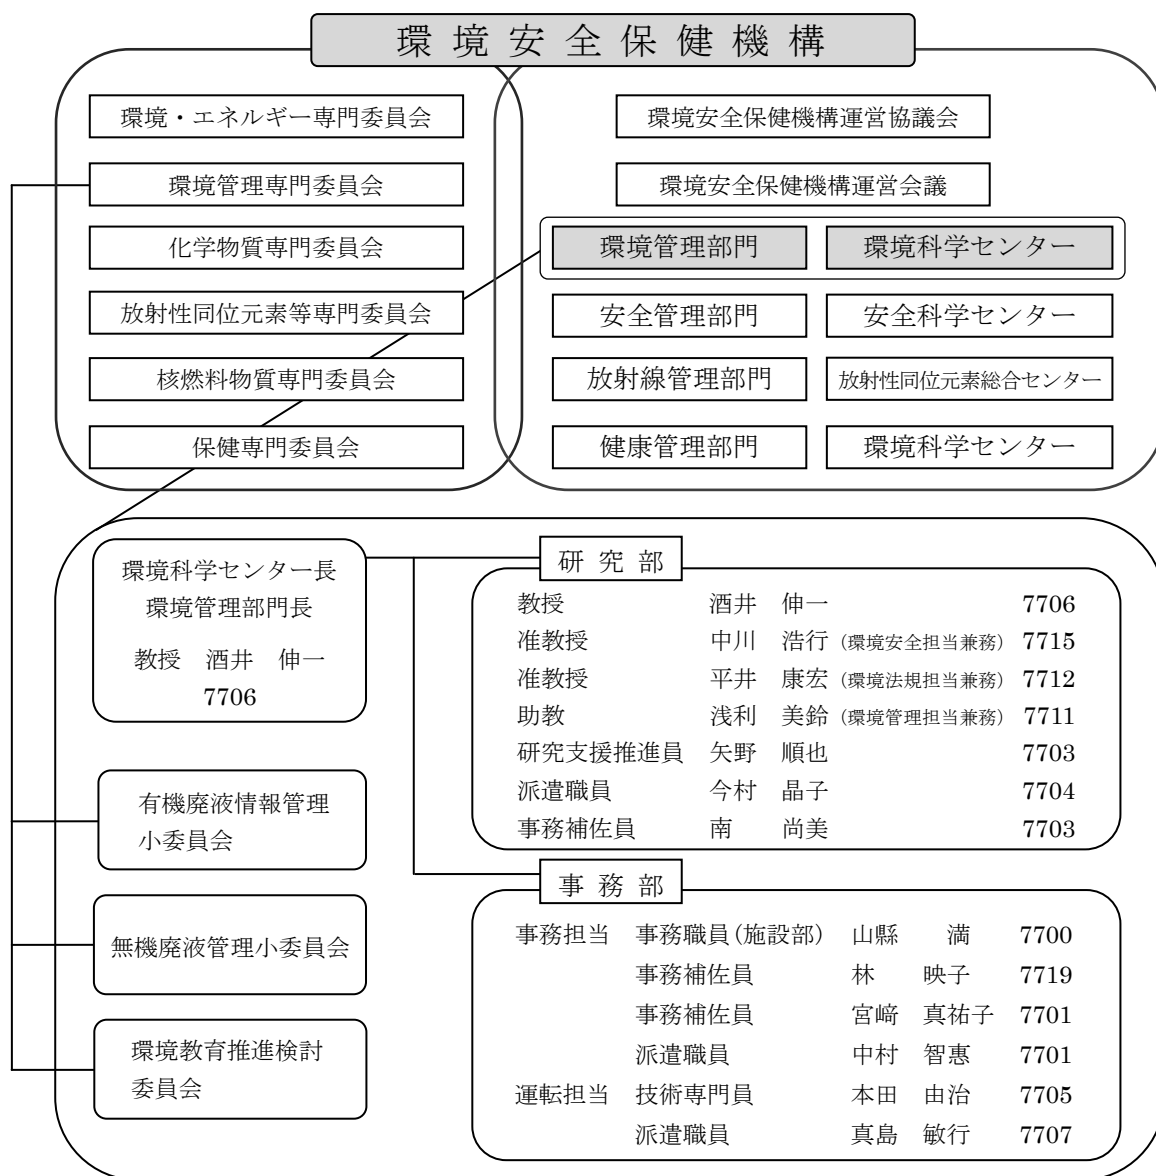 環境安全保健機構
環境・エネルギー専門委員会
環境管理専門委員会
化学物質専門委員会
放射性同位元素等専門委員会
核燃料物質専門委員会
保健専門委員会
環境安全保健機構運営協議会
環境安全保健機構運営会議
環境管理部門 環境科学センター
安全管理部門 安全科学センター
放射線管理部門 放射性同位元素総合センター
健康管理部門 環境科学センター
環境科学センター長
環境管理部門長
教授 酒井 伸一
7706
有機廃液情報管理
小委員会
無機廃液管理小委員会
環境教育推進検討
委員会
研究部
教授 酒井 伸一 7706
准教授 中川 浩行(環境安全担当兼務) 7715
准教授 平井 康宏(環境法規担当兼務) 7712
助教 浅利 美鈴(環境管理担当兼務) 7711
研究支援推進員 矢野 順也 7703
派遣職員 今村 晶子 7704
事務補佐員 南 尚美 7703
事務部
事務担当 事務職員(施設部) 山縣 満 7700
事務補佐員 林 映子 7719
事務補佐員 宮﨑 真祐子 7701
派遣職員 中村 智惠 7701
運転担当 技術専門員 本田 由治 7705
派遣職員 真島 敏行 7707